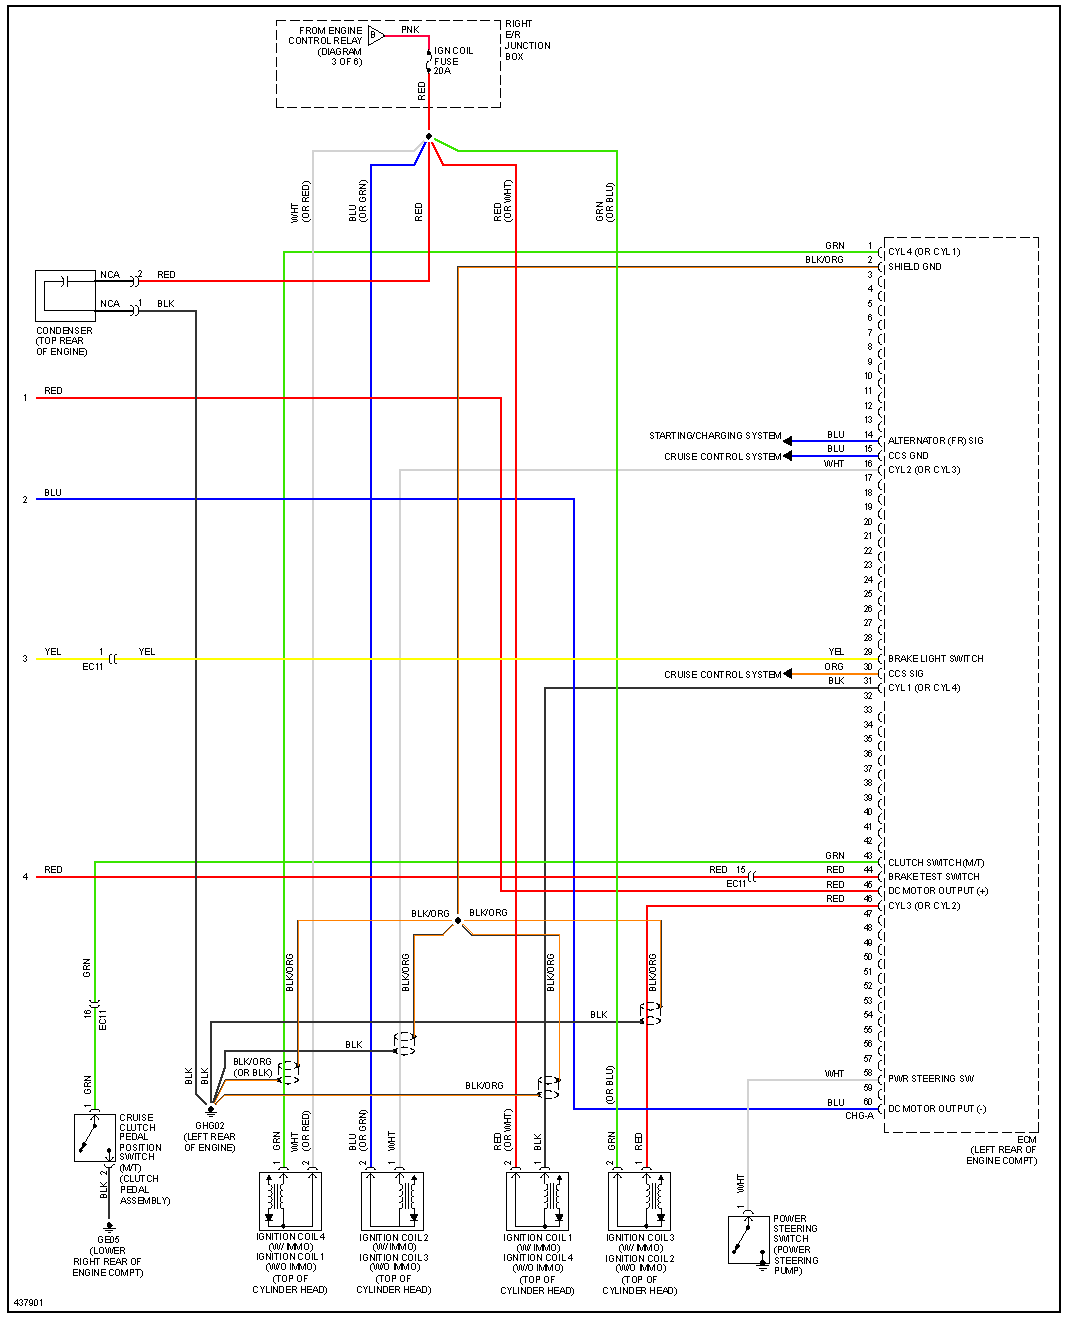 FROM ENGINE
CONTROL RELAY
(DIAGRAM
3 OF 6)
B
PNK
IGN COIL
FUSE
20A
RED
RIGHT
E/R
JUNCTION
BOX
WHT
(OR RED)
BLU
(OR GRN)
RED
RED
(OR WHT)
GRN
(OR BLU)
NCA 2 RED
NCA 1 BLK
CONDENSER
(TOP REAR
OF ENGINE)
1 RED
2 BLU
3 YEL 1 YEL
EC11
4 RED
GRN 1 CYL 4 (OR CYL 1)
BLK/ORG 2 SHIELD GND
3
4
5
6
7
8
9
10
11
12
13
STARTING/CHARGING SYSTEM BLU 14 ALTERNATOR (FR) SIG
CRUISE CONTROL SYSTEM BLU 15 CCS GND
WHT 16 CYL 2 (OR CYL 3)
17
18
19
20
21
22
23
24
25
26
27
28
YEL 29 BRAKE LIGHT SWITCH
CRUISE CONTROL SYSTEM ORG 30 CCS SIG
BLK 31 CYL 1 (OR CYL 4)
32
33
34
35
36
37
38
39
40
41
42
GRN 43 CLUTCH SWITCH(M/T)
RED 15 RED 44 BRAKE TEST SWITCH
EC11
RED 45 DC MOTOR OUTPUT (+)
RED 46 CYL 3 (OR CYL 2)
47
48
49
50
51
52
53
54
55
56
57
WHT 58 PWR STEERING SW
59
BLU 60 DC MOTOR OUTPUT (-)
CHG-A
ECM
(LEFT REAR OF
ENGINE COMPT)
BLK/ORG BLK/ORG
BLK/ORG
BLK/ORG
BLK/ORG
BLK/ORG
GRN
16
EC11
GRN
1
BLK
BLK
BLK
BLK
BLK/ORG
(OR BLK)
BLK/ORG
GHG02
(LEFT REAR
OF ENGINE)
CRUISE
CLUTCH
PEDAL
POSITION
SWITCH
(M/T)
(CLUTCH
PEDAL
ASSEMBLY)
BLK 2
GE05
(LOWER
RIGHT REAR OF
ENGINE COMPT)
1 GRN
2 WHT
(OR RED)
IGNITION COIL 4
(W/ IMMO)
IGNITION COIL 1
(W/O IMMO)
(TOP OF
CYLINDER HEAD)
2 BLU
(OR GRN)
1 WHT
IGNITION COIL 2
(W/ IMMO)
IGNITION COIL 3
(W/O IMMO)
(TOP OF
CYLINDER HEAD)
2 RED
(OR WHT)
1 BLK
IGNITION COIL 1
(W/ IMMO)
IGNITION COIL 4
(W/O IMMO)
(TOP OF
CYLINDER HEAD)
2 GRN
(OR BLU)
1 RED
IGNITION COIL 3
(W/ IMMO)
IGNITION COIL 2
(W/O IMMO)
(TOP OF
CYLINDER HEAD)
WHT
1
POWER
STEERING
SWITCH
(POWER
STEERING
PUMP)
437901